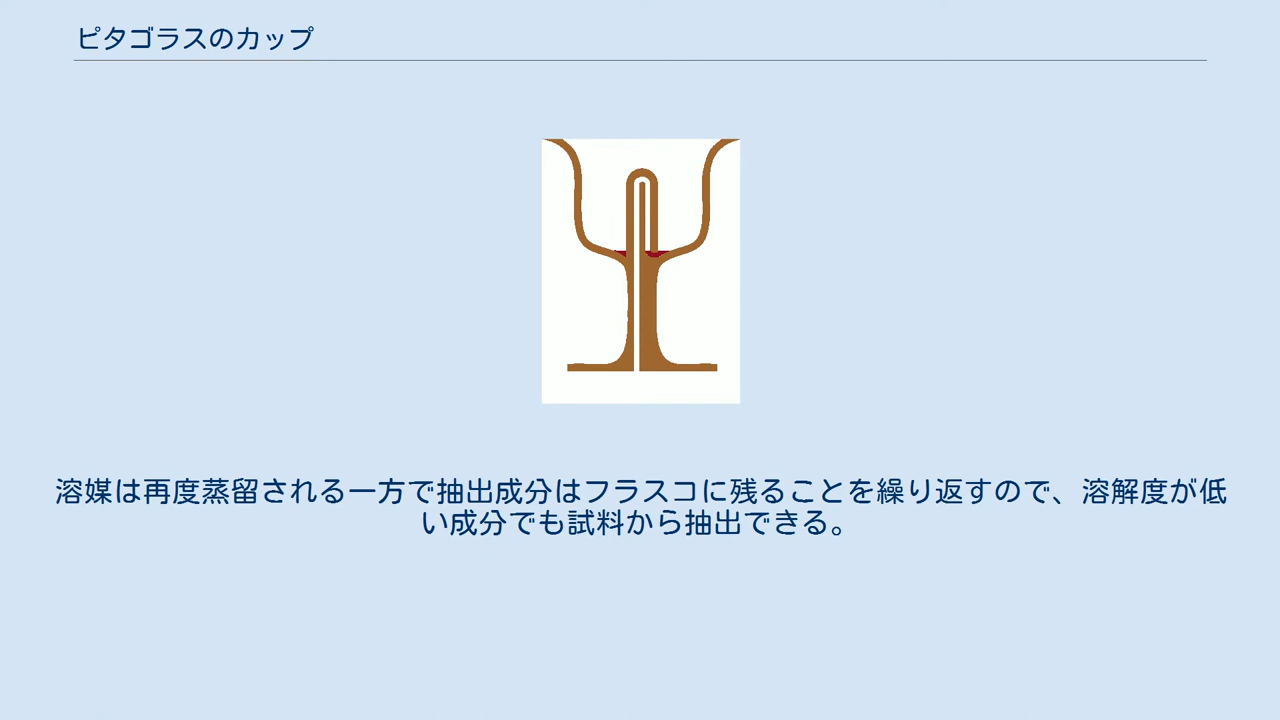 ピタゴラスのカップ
溶媒は再度蒸留される一方で抽出成分はフラスコに残ることを繰り返すので、溶解度が低
い成分でも試料から抽出できる。